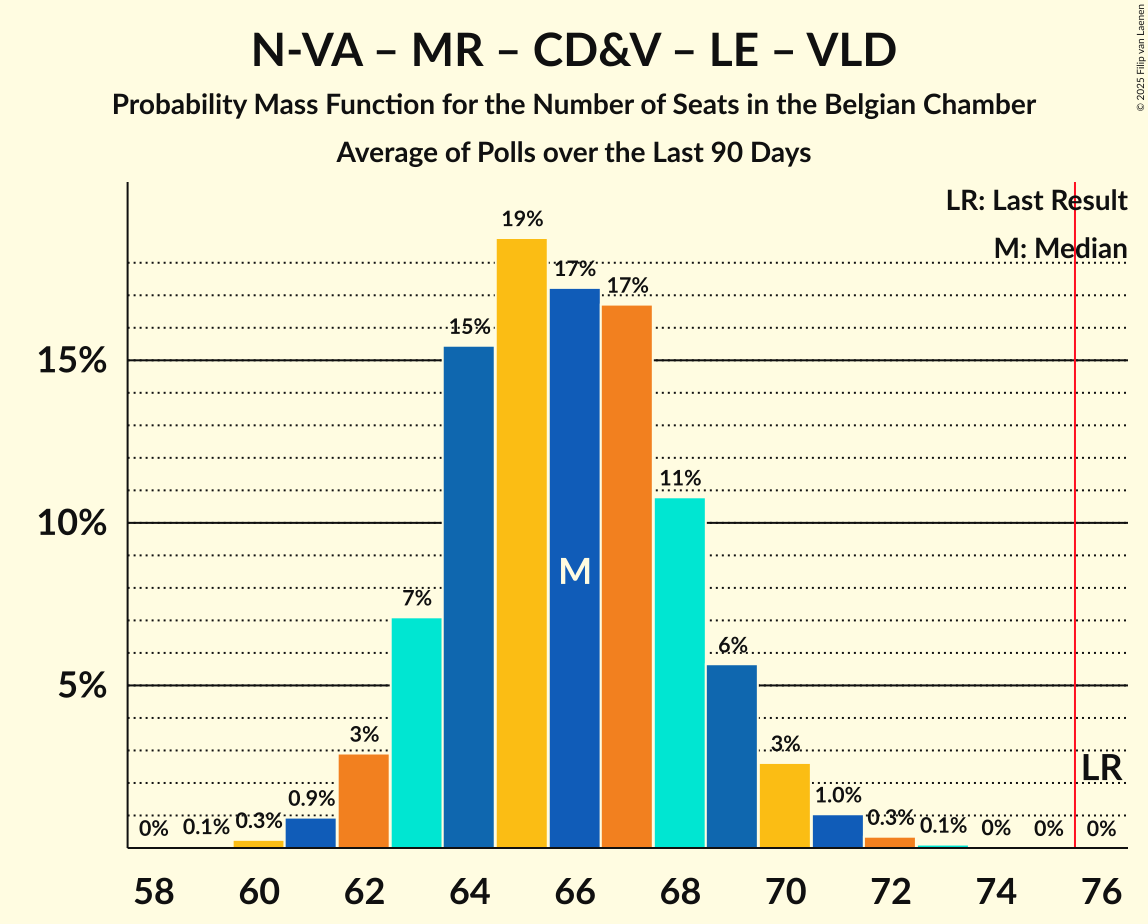 N-VA – MR – CD&V – LE – VLD
Probability Mass Function for the Number of Seats in the Belgian Chamber
Average of Polls over the Last 90 Days
© 2025 Filip van Laenen
LR: Last Result
M: Median
19%
17%
17%
15%
15%
11%
10%
M
7%
6%
5%
3%
3%
LR
0.9%
1.0%
0% 0.1% 0.3% 0.3% 0.1% 0% 0% 0%
58 60 62 64 66 68 70 72 74 76